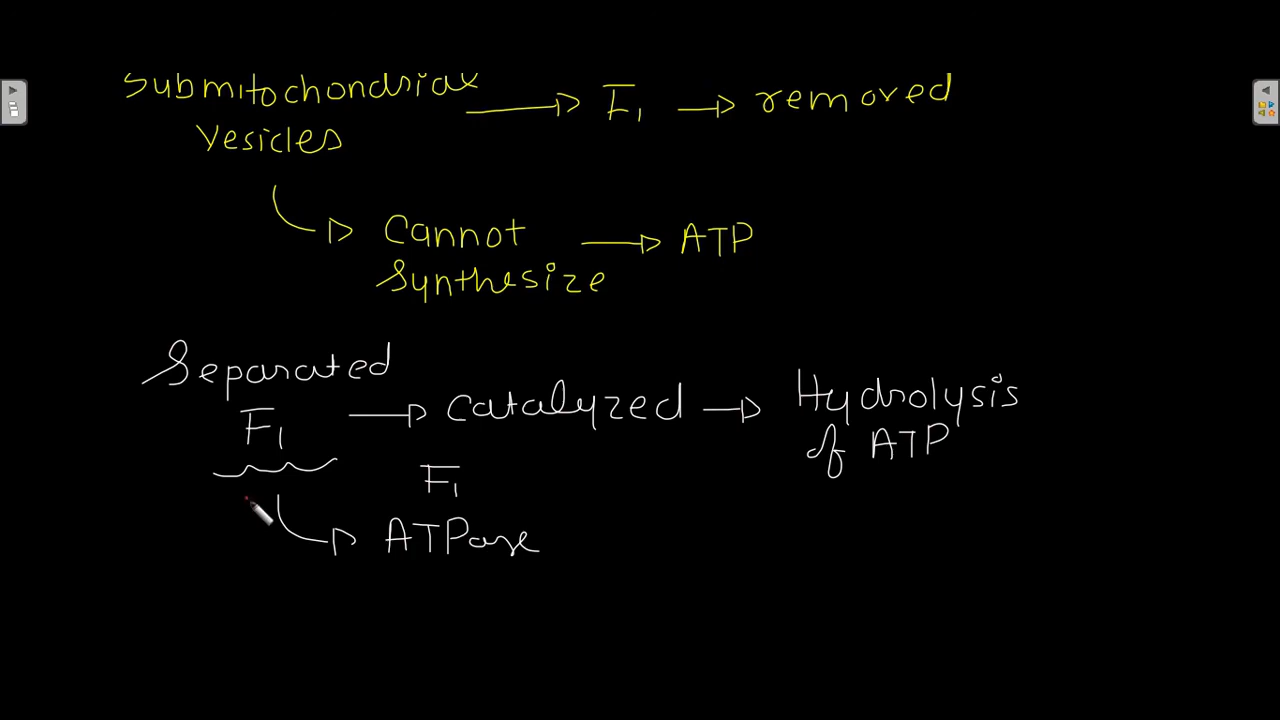 Submitochondrial → F1 → removed
Vesicles
Cannot → ATP
Synthesize
Separated
F1 → catalyzed → Hydrolysis
of ATP
F1
ATPase